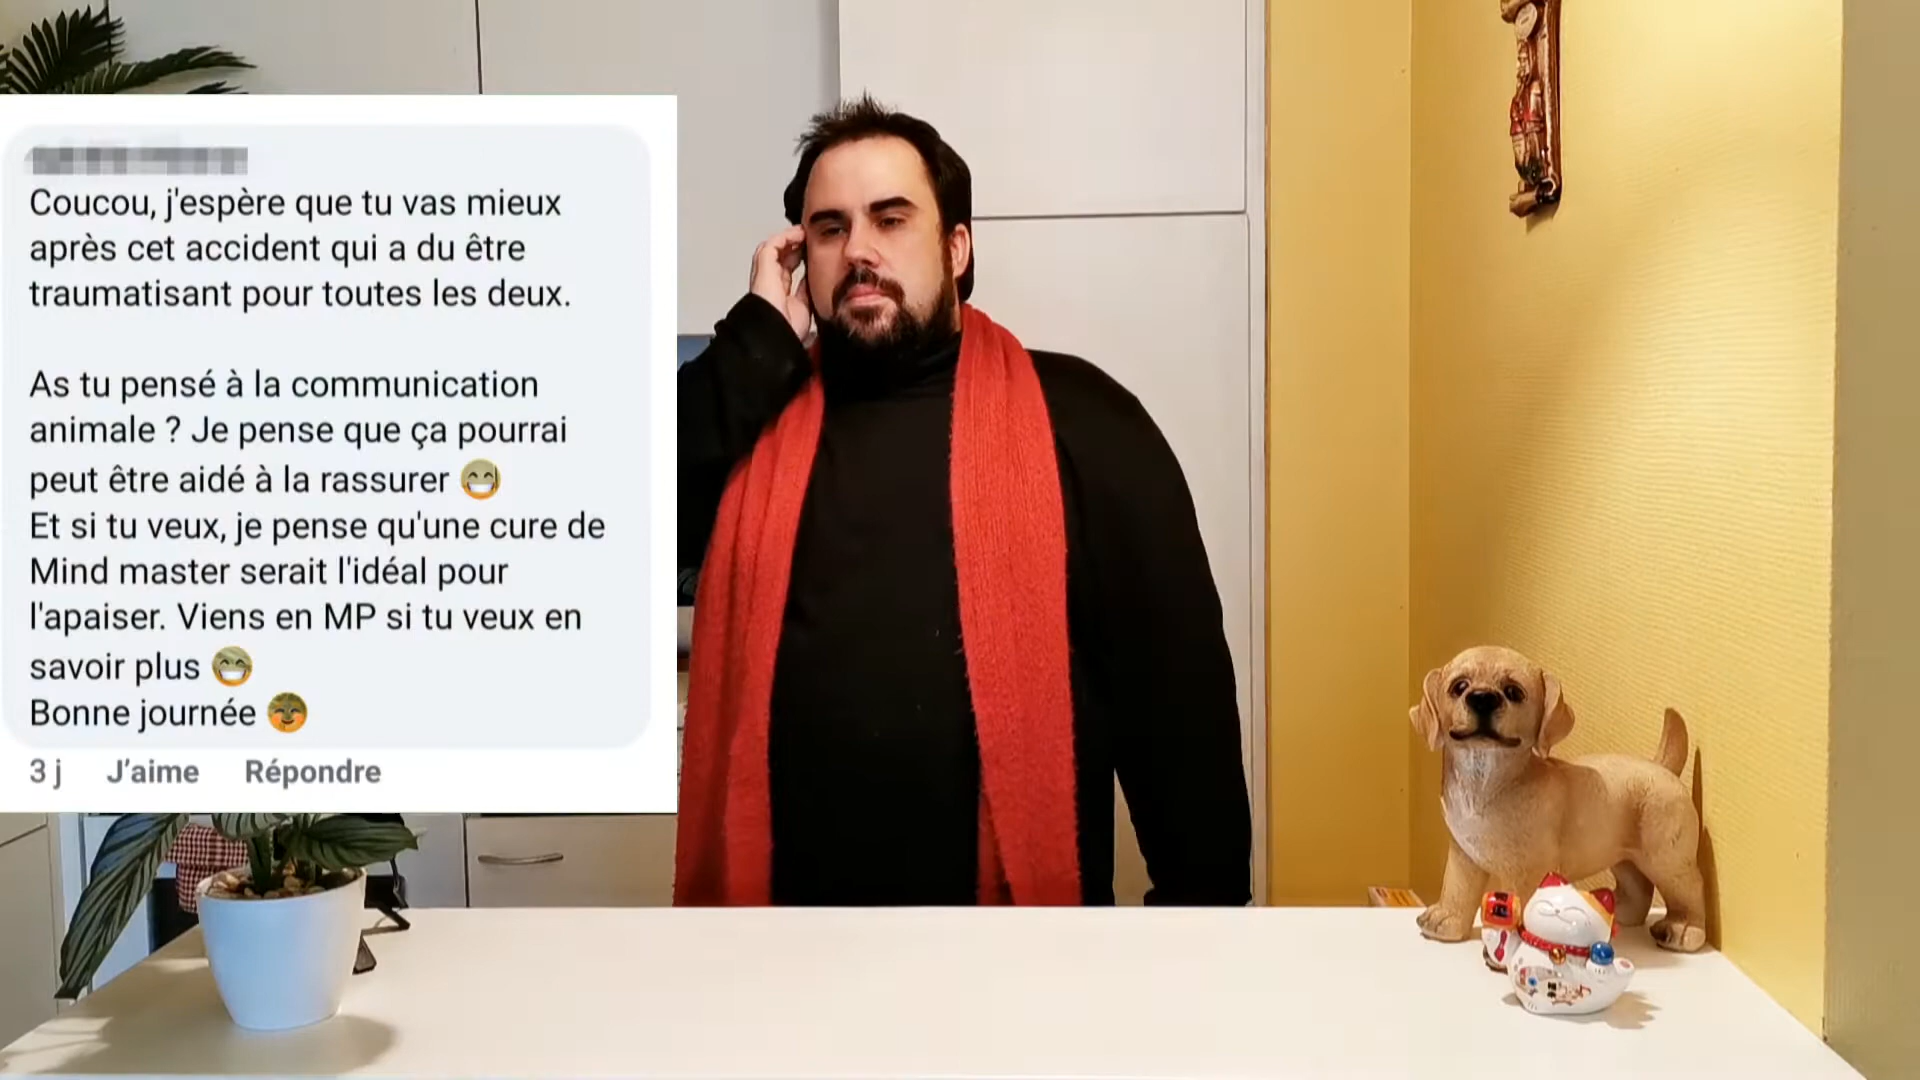 Coucou, j'espère que tu vas mieux
après cet accident qui a du être
traumatisant pour toutes les deux.
As tu pensé à la communication
animale ? Je pense que ça pourrai
peut être aidé à la rassurer 😁
Et si tu veux, je pense qu'une cure de
Mind master serait l'idéal pour
l'apaiser. Viens en MP si tu veux en
savoir plus 😁
Bonne journée ☺️
3 j J'aime Répondre